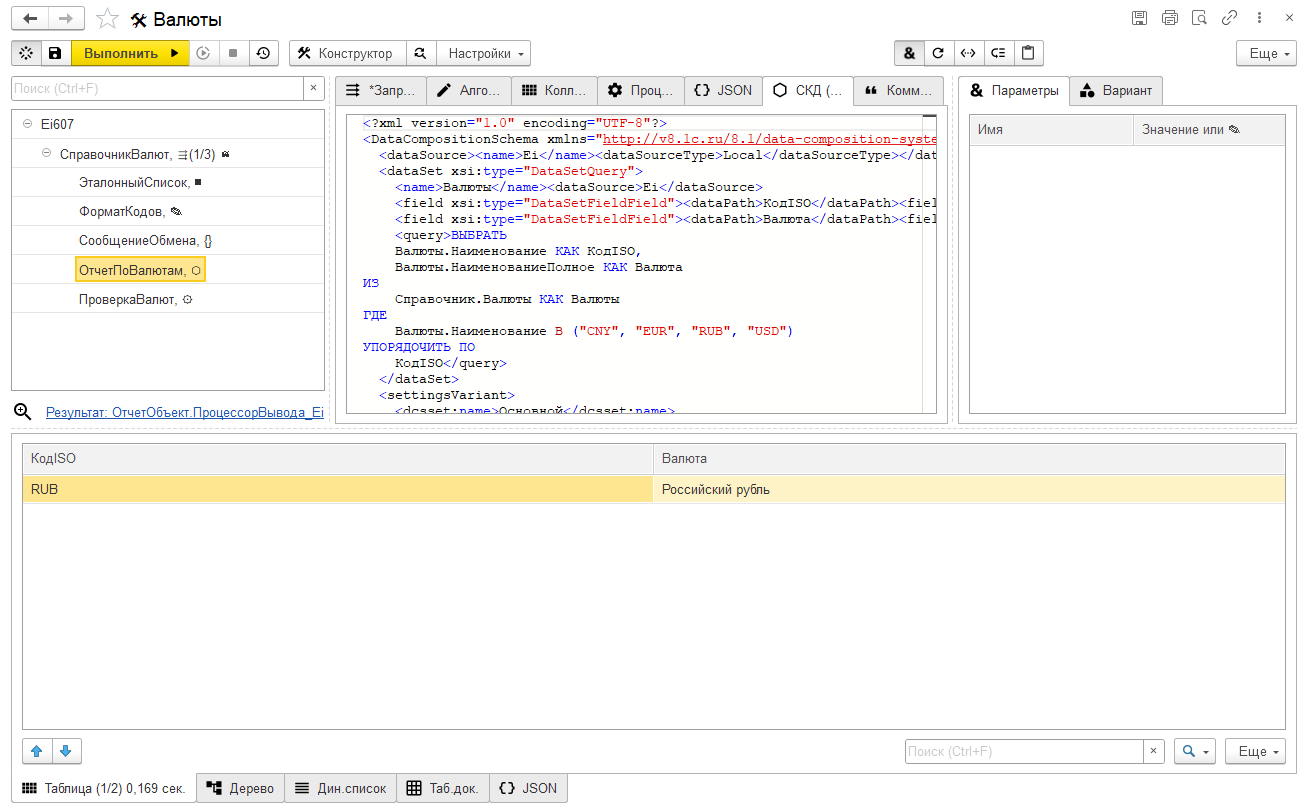 Валюты
Выполнить
Конструктор
Настройки
Еще
Поиск (Ctrl+F)
*Запр...
Алго...
Колл...
Проц...
JSON
СКД (...
Комм...
Параметры
Вариант
Ei607
СправочникВалют, (1/3)
ЭталонныйСписок,
ФорматКодов,
СообщениеОбмена, {}
ОтчетПоВалютам,
ПроверкаВалют,
Результат: ОтчетОбъект.ПроцессорВывода_Ei
<?xml version="1.0" encoding="UTF-8"?>
<DataCompositionSchema xmlns="http://v8.1c.ru/8.1/data-composition-syste
<dataSource><name>Ei</name><dataSourceType>Local</dataSourceType></dat
<dataSet xsi:type="DataSetQuery">
<name>Валюты</name><dataSource>Ei</dataSource>
<field xsi:type="DataSetFieldField"><dataPath>КодISO</dataPath><fiel
<field xsi:type="DataSetFieldField"><dataPath>Валюта</dataPath><fiel
<query>ВЫБРАТЬ
Валюты.Наименование КАК КодISO,
Валюты.НаименованиеПолное КАК Валюта
ИЗ
Справочник.Валюты КАК Валюты
ГДЕ
Валюты.Наименование В ("CNY", "EUR", "RUB", "USD")
УПОРЯДОЧИТЬ ПО
КодISO</query>
</dataSet>
<settingsVariant>
<dcsset:name>Основной</dcsset:name>
Имя
Значение или
КодISO
Валюта
RUB
Российский рубль
Поиск (Ctrl+F)
Еще
Таблица (1/2) 0,169 сек.
Дерево
Дин.список
Таб.док.
JSON